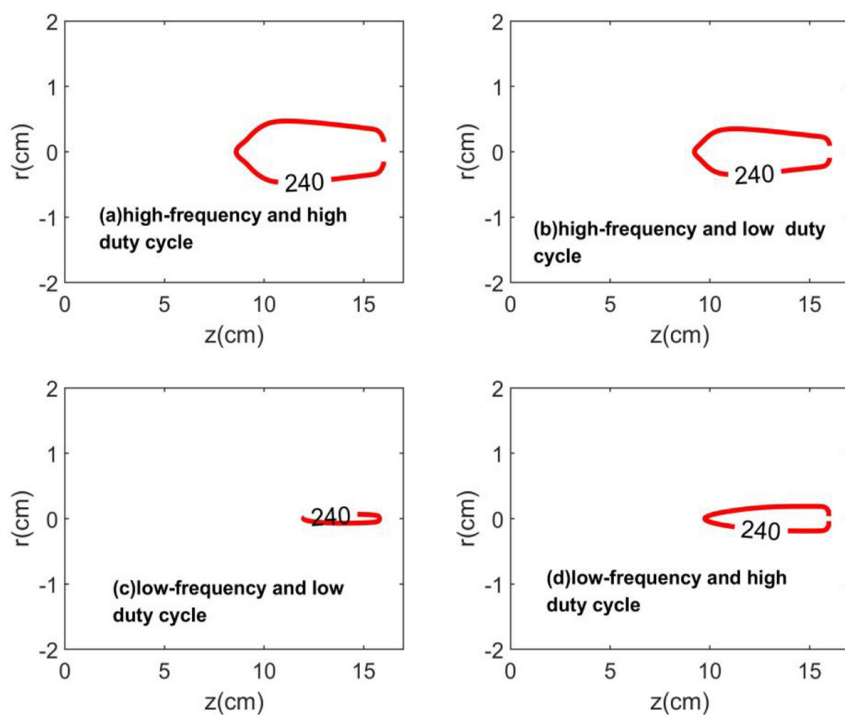 2
1
0
-1
-2
r(cm)
240
(a)high-frequency and high
duty cycle
0
5
10
15
z(cm)
2
1
0
-1
-2
r(cm)
240
(b)high-frequency and low duty
cycle
0
5
10
15
z(cm)
2
1
0
-1
-2
r(cm)
240
(c)low-frequency and low
duty cycle
0
5
10
15
z(cm)
2
1
0
-1
-2
r(cm)
240
(d)low-frequency and high
duty cycle
0
5
10
15
z(cm)